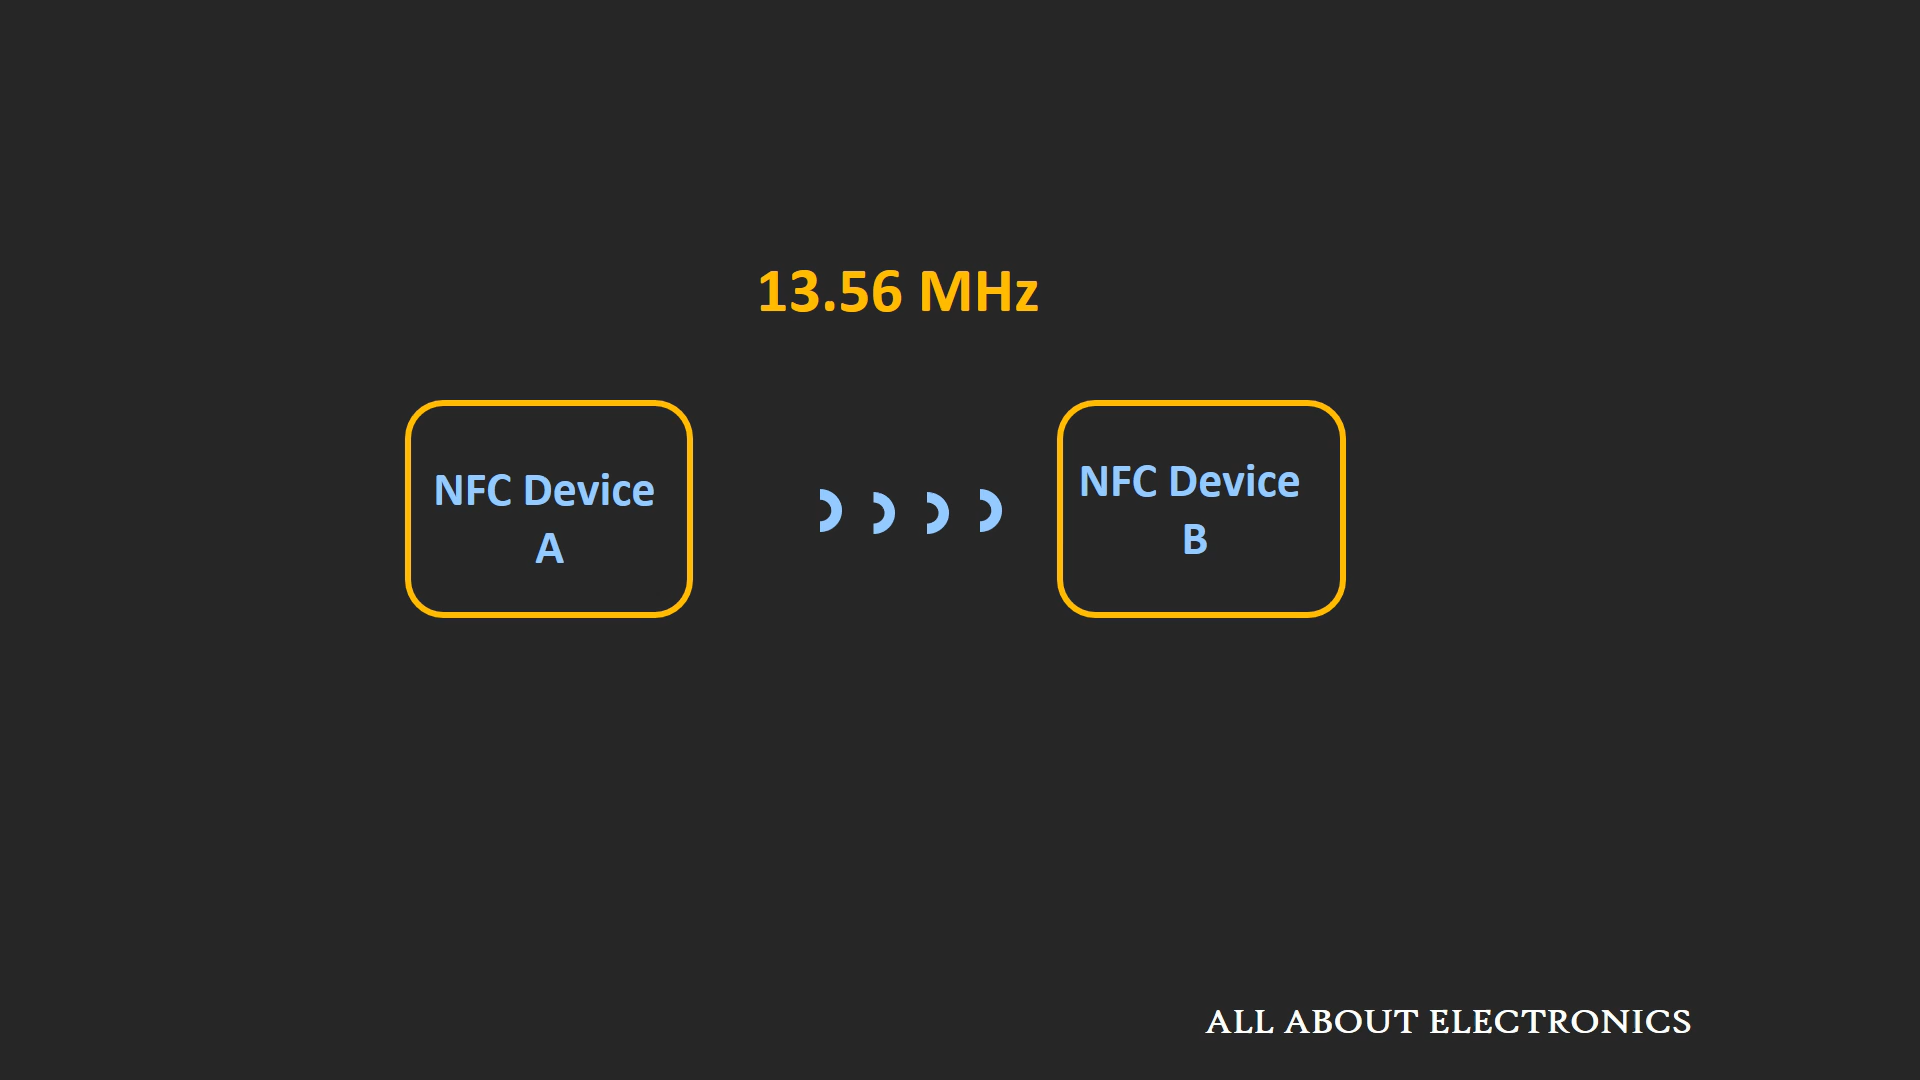 13.56 MHz
NFC Device
A
NFC Device
B
ALL ABOUT ELECTRONICS